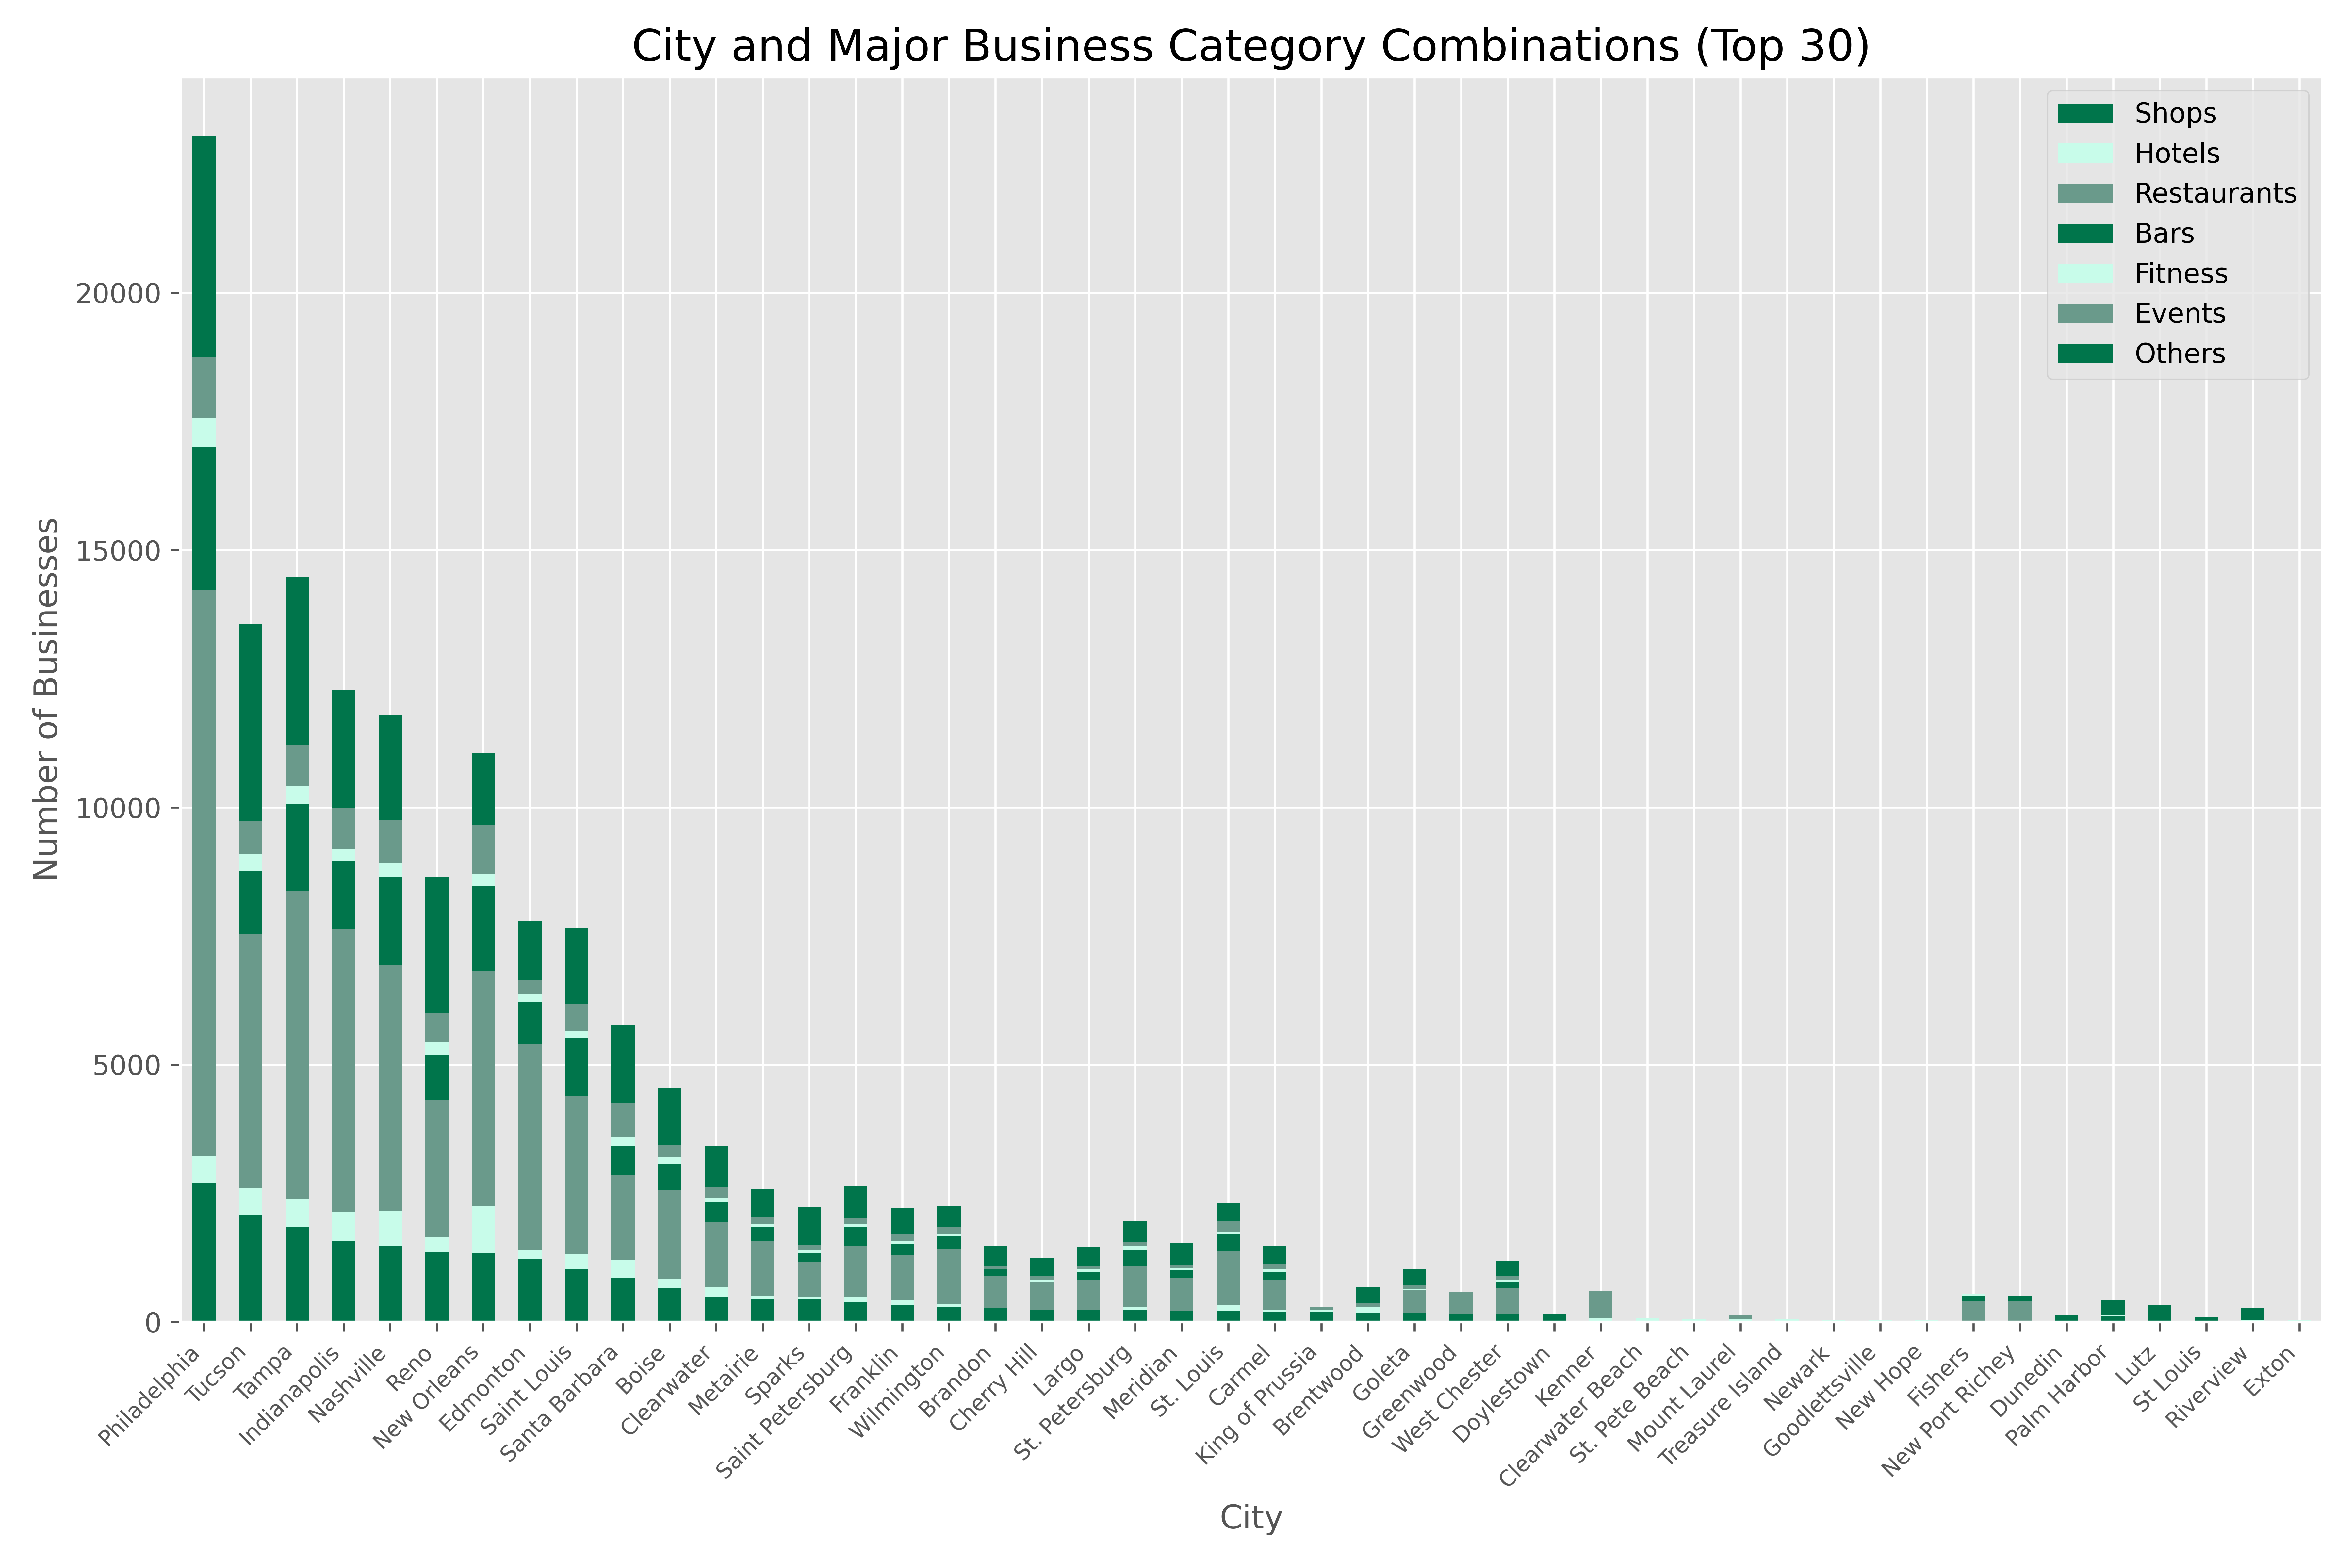 City and Major Business Category Combinations (Top 30)
Shops
Hotels
Restaurants
Bars
Fitness
Events
Others
Number of Businesses
20000
15000
10000
5000
0
Philadelphia
Tucson
Tampa
Indianapolis
Nashville
Reno
New Orleans
Edmonton
Saint Louis
Santa Barbara
Boise
Clearwater
Metairie
Sparks
Saint Petersburg
Franklin
Wilmington
Brandon
Cherry Hill
Largo
St. Petersburg
Meridian
St. Louis
Carmel
King of Prussia
Brentwood
Goleta
Greenwood
West Chester
Doylestown
Kenner
Clearwater Beach
St. Pete Beach
Mount Laurel
Treasure Island
Newark
Goodlettsville
New Hope
Fishers
New Port Richey
Dunedin
Palm Harbor
Lutz
St Louis
Riverview
Exton
City